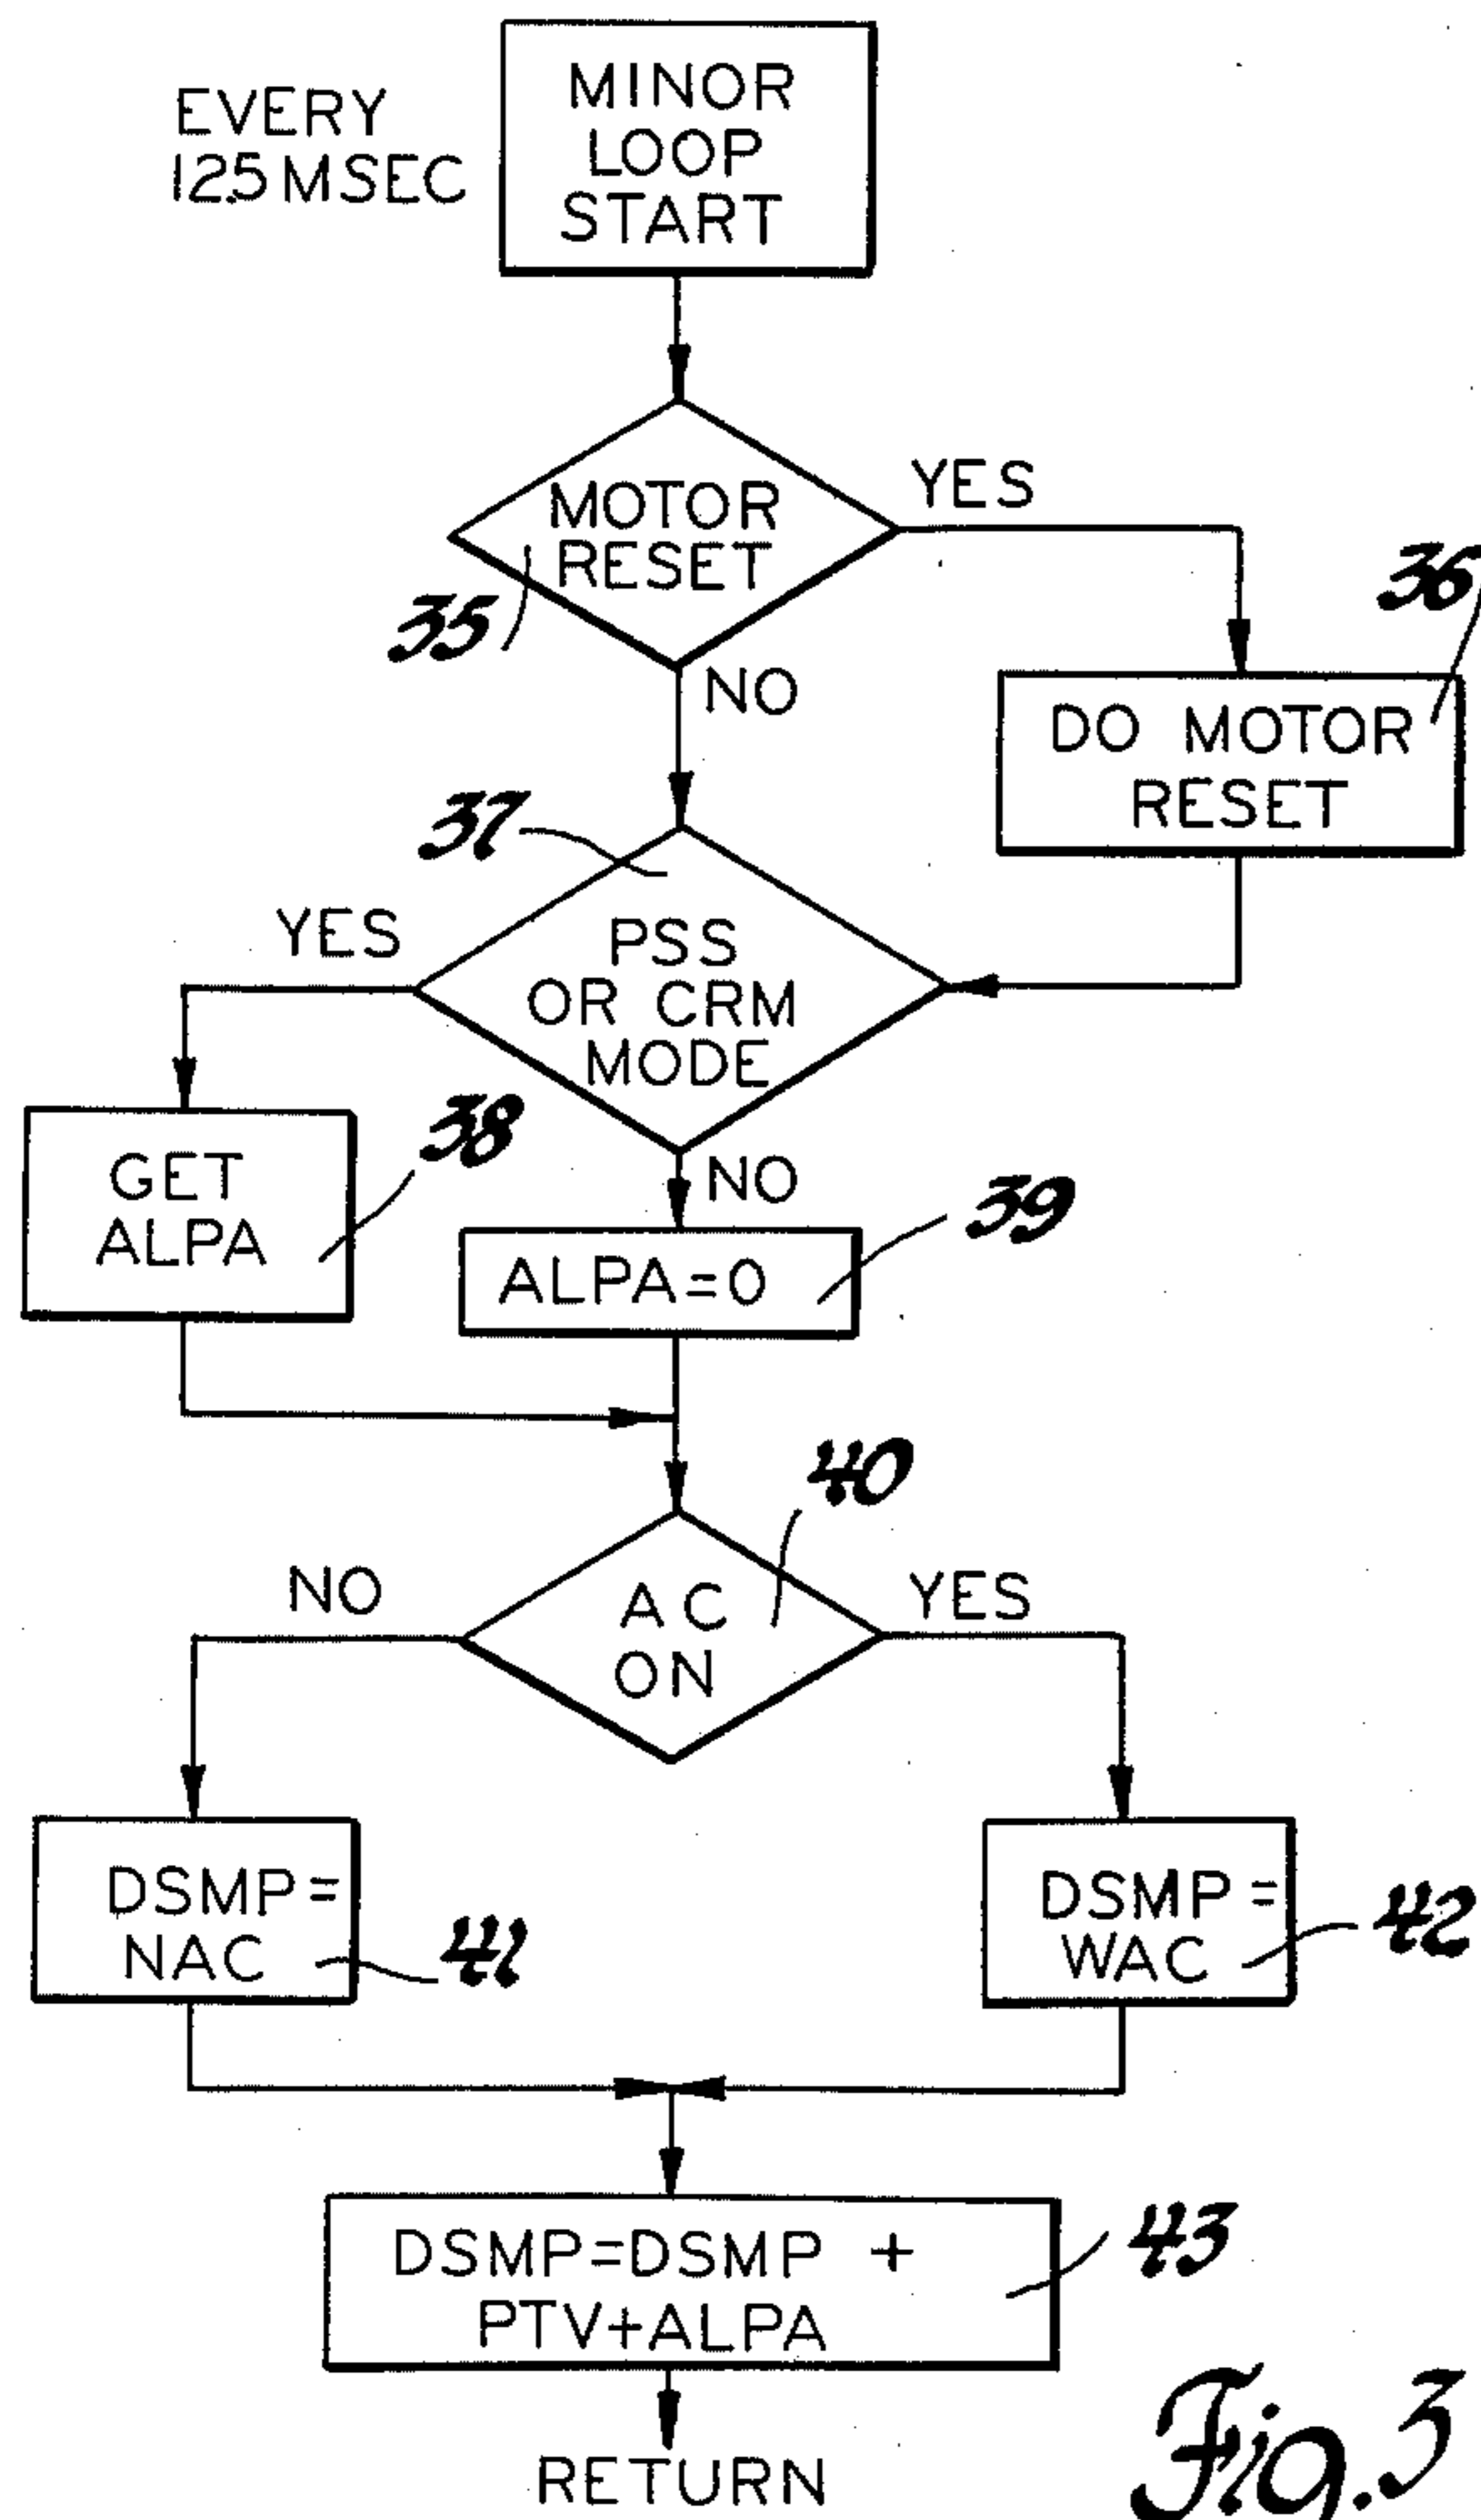 EVERY
12.5 MSEC
MINOR
LOOP
START
MOTOR
RESET
YES
35
NO
36
DO MOTOR
RESET
37
YES
PSS
OR CRM
MODE
NO
GET
ALPA
38
ALPA=0
39
40
NO
AC
ON
YES
DSMP=
NAC
41
DSMP=
WAC
42
DSMP=DSMP +
PTV+ALPA
43
RETURN
Fig.3